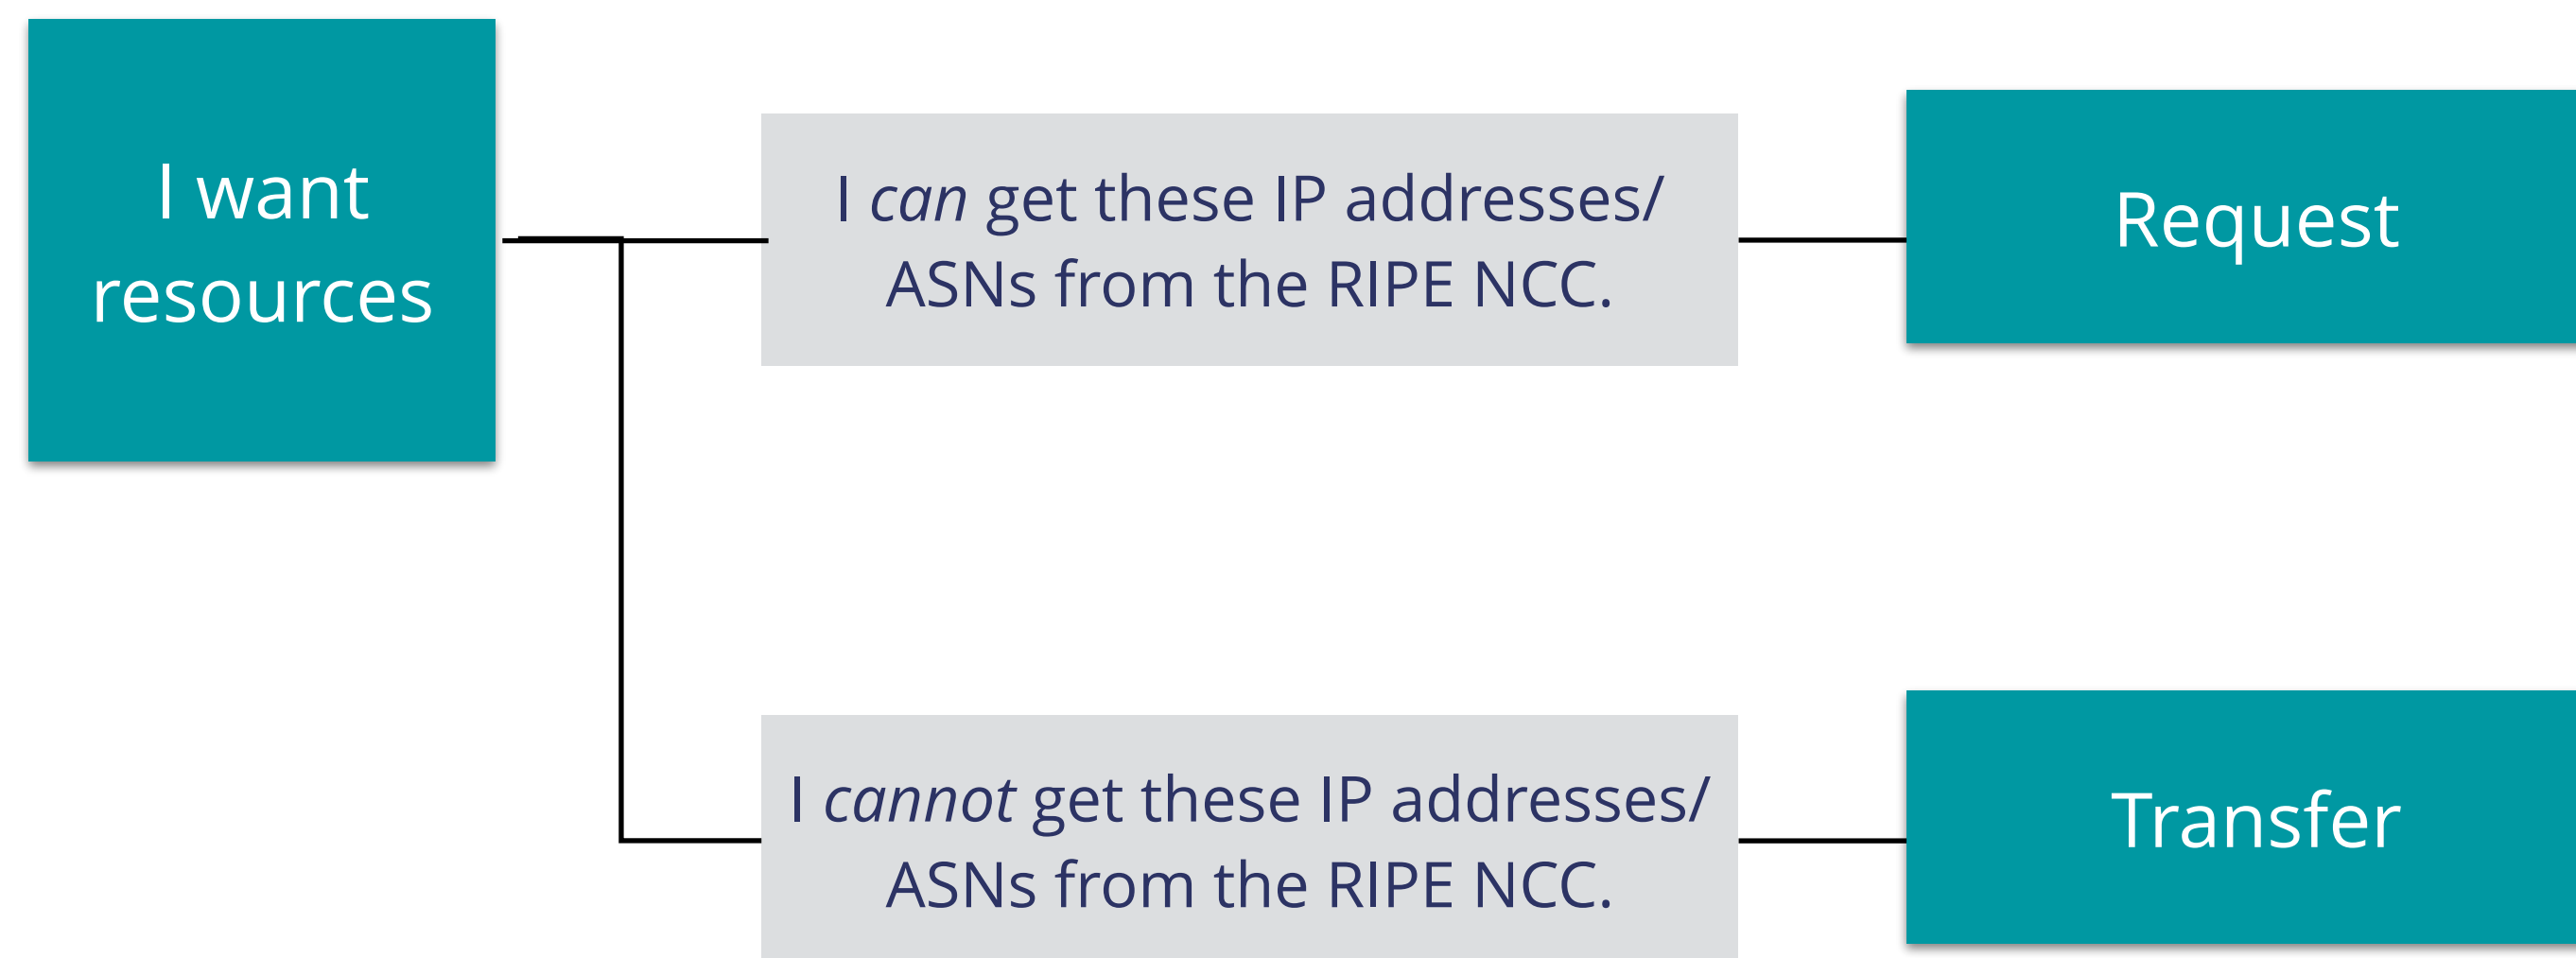 I want
resources
I can get these IP addresses/
ASNs from the RIPE NCC.
Request
I cannot get these IP addresses/
ASNs from the RIPE NCC.
Transfer